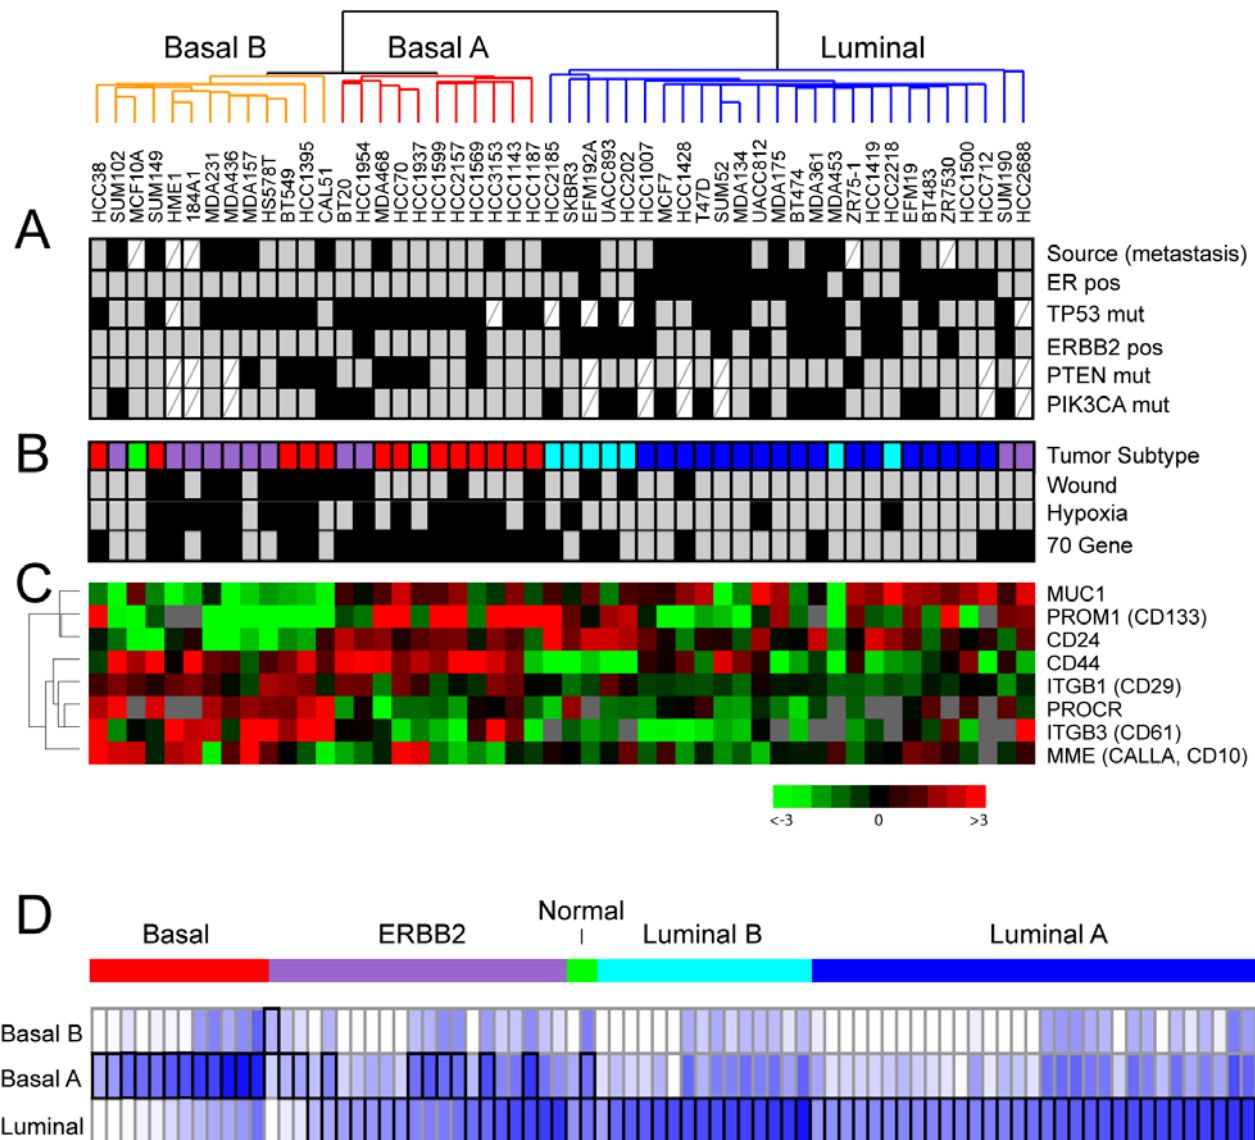 Basal B Basal A Luminal
HCC38
SUM102
MCF10A
SUM149
HME1
184A1
MDA231
MDA436
MDA157
HS578T
BT549
HCC1395
CAL51
BT20
HCC1954
MDA468
HCC70
HCC1937
HCC1599
HCC2157
HCC1569
HCC3153
HCC1143
HCC1187
HCC2185
SKBR3
EFM192A
UACC893
HCC202
HCC1007
MCF7
HCC1428
T47D
SUM52
MDA134
UACC812
MDA175
BT474
MDA361
MDA453
ZR75-1
HCC1419
HCC2218
EFM19
BT483
ZR7530
HCC1500
HCC712
SUM190
HCC2688
A
Source (metastasis)
ER pos
TP53 mut
ERBB2 pos
PTEN mut
PIK3CA mut
B
Tumor Subtype
Wound
Hypoxia
70 Gene
C
MUC1
PROM1 (CD133)
CD24
CD44
ITGB1 (CD29)
PROCR
ITGB3 (CD61)
MME (CALLA, CD10)
<-3 0 >3
D
Basal ERBB2 Normal Luminal B Luminal A
Basal B
Basal A
Luminal